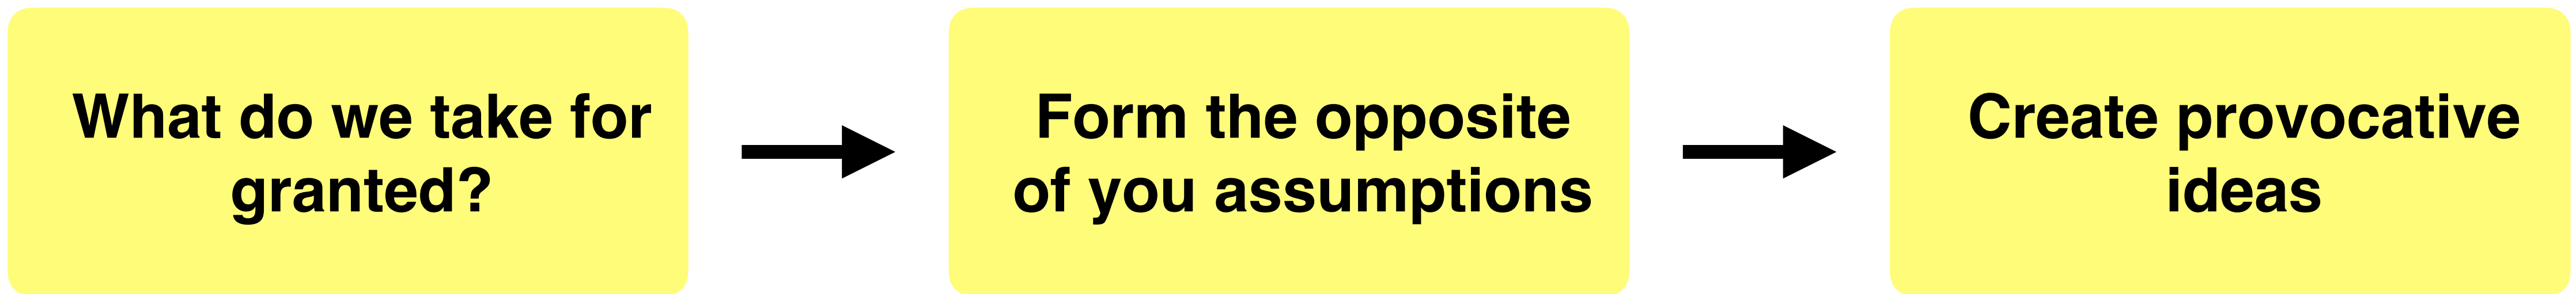 What do we take for
granted?
Form the opposite
of you assumptions
Create provocative
ideas